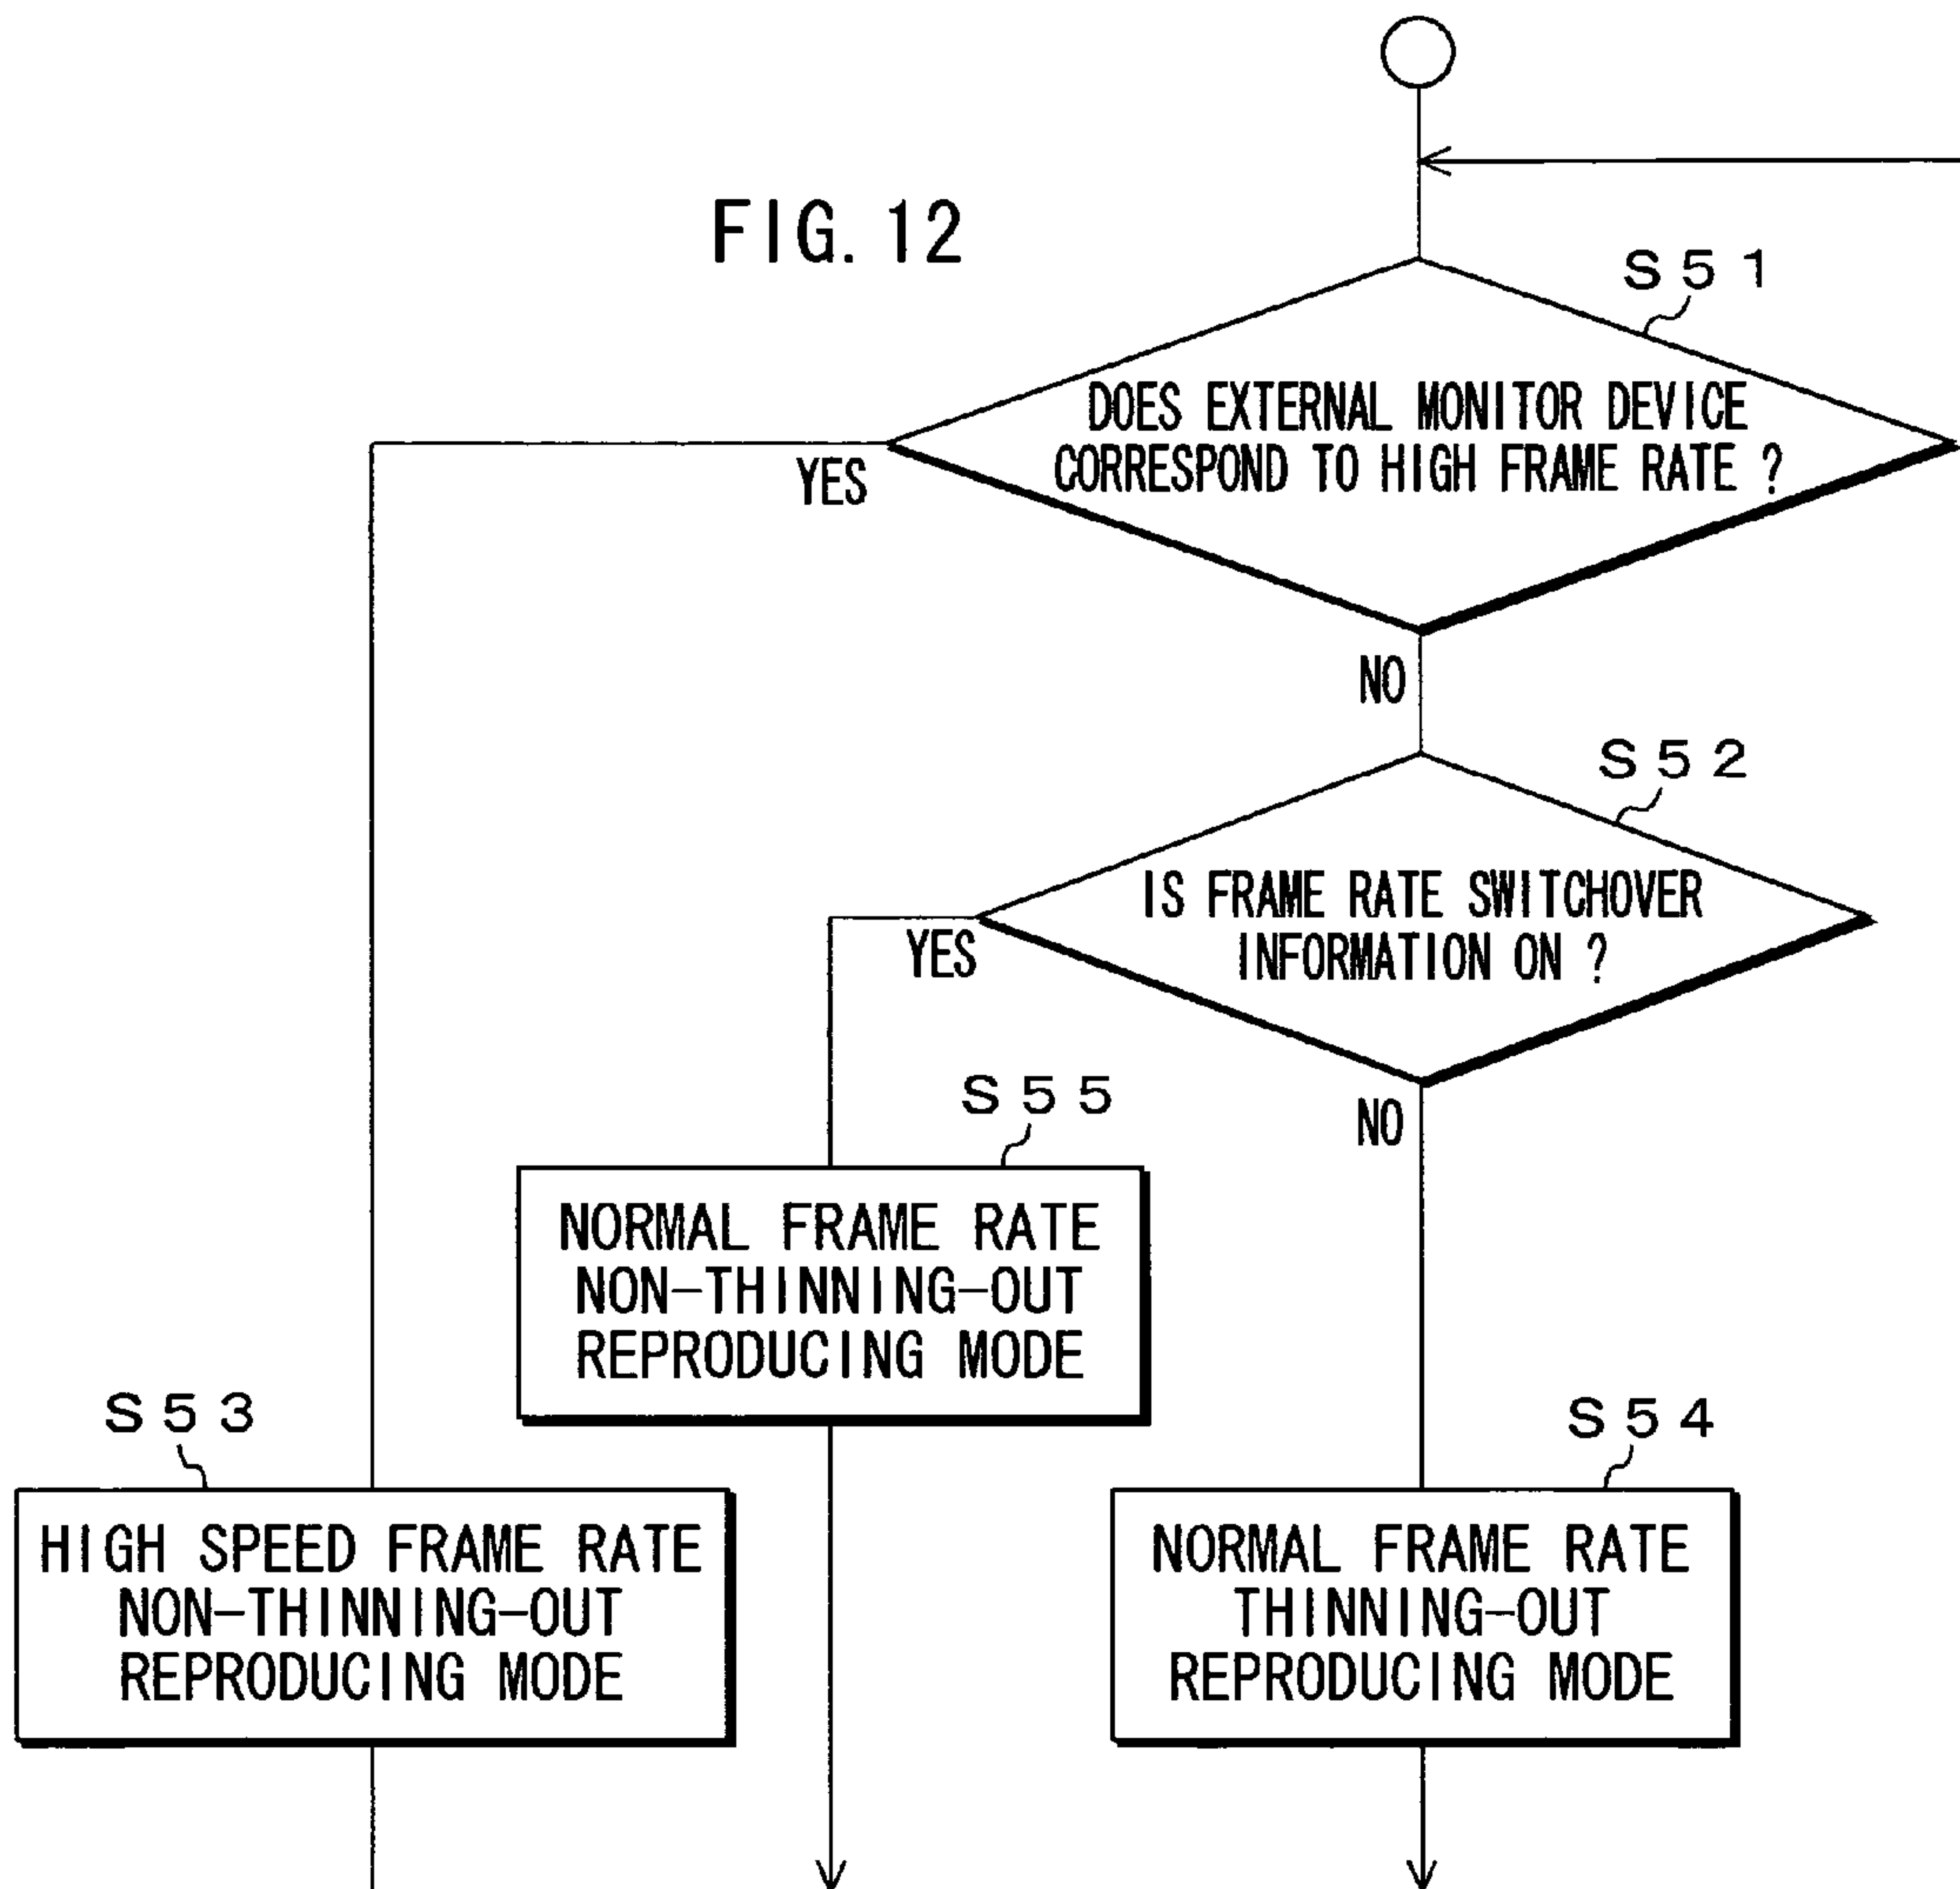 FIG. 12
S51
DOES EXTERNAL MONITOR DEVICE
CORRESPOND TO HIGH FRAME RATE ?
YES
NO
S52
IS FRAME RATE SWITCHOVER
INFORMATION ON ?
YES
NO
S55
NORMAL FRAME RATE
NON-THINNING-OUT
REPRODUCING MODE
S53
HIGH SPEED FRAME RATE
NON-THINNING-OUT
REPRODUCING MODE
S54
NORMAL FRAME RATE
THINNING-OUT
REPRODUCING MODE